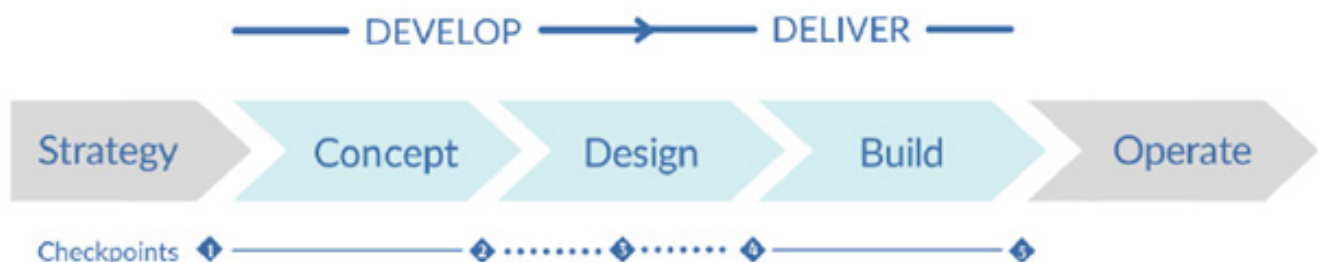 DEVELOP DELIVER
Strategy Concept Design Build Operate
Checkpoints 1 2 3 4 5